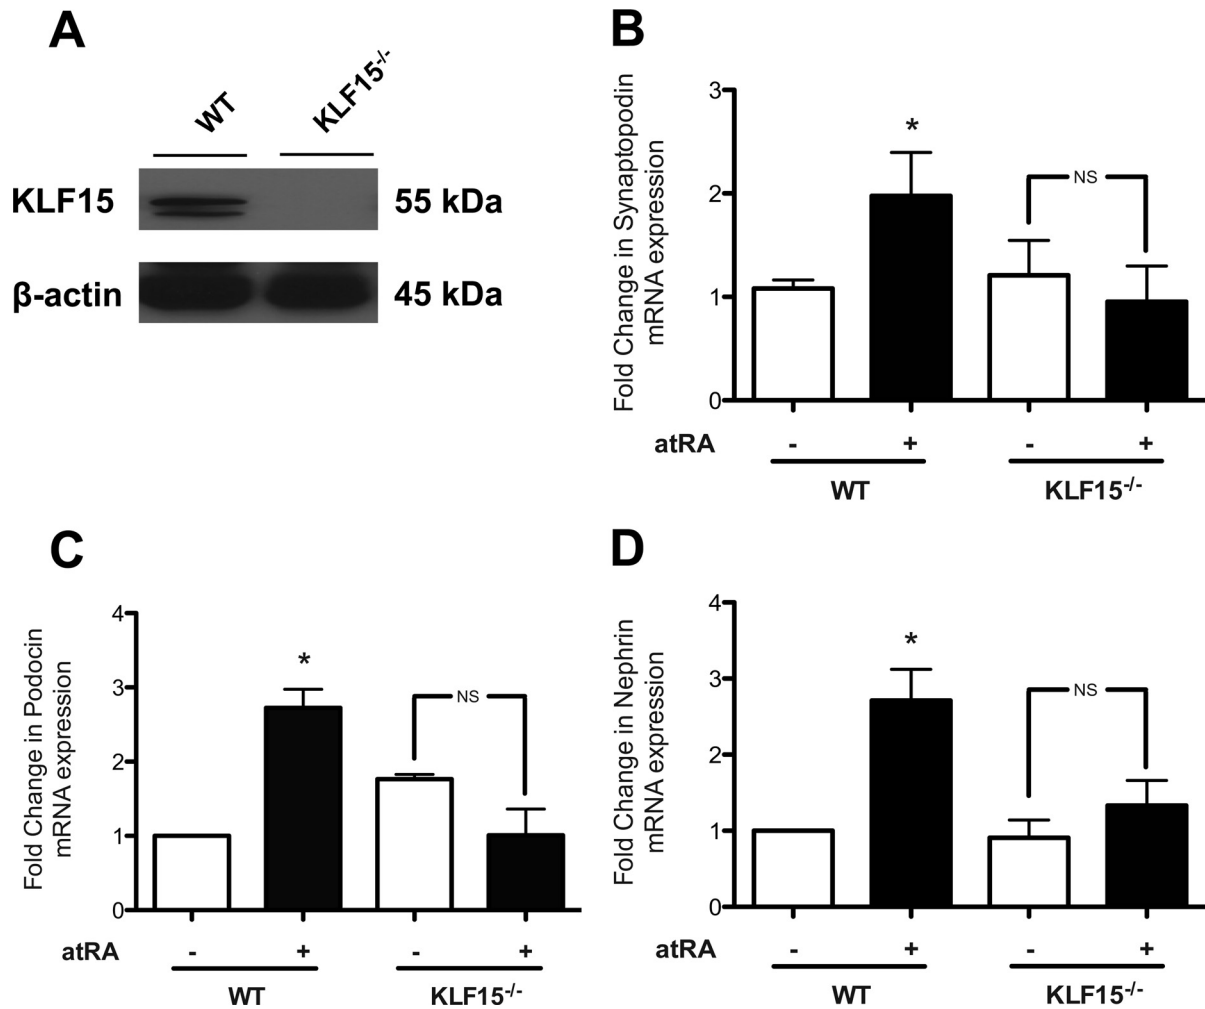 A
WT
KLF15-/-
KLF15
55 kDa
β-actin
45 kDa
B
Fold Change in Synaptopodin
mRNA expression
3
2
1
0
*
NS
atRA - + - +
WT KLF15-/-
C
Fold Change in Podocin
mRNA expression
4
3
2
1
0
*
NS
atRA - + - +
WT KLF15-/-
D
Fold Change in Nephrin
mRNA expression
4
3
2
1
0
*
NS
atRA - + - +
WT KLF15-/-